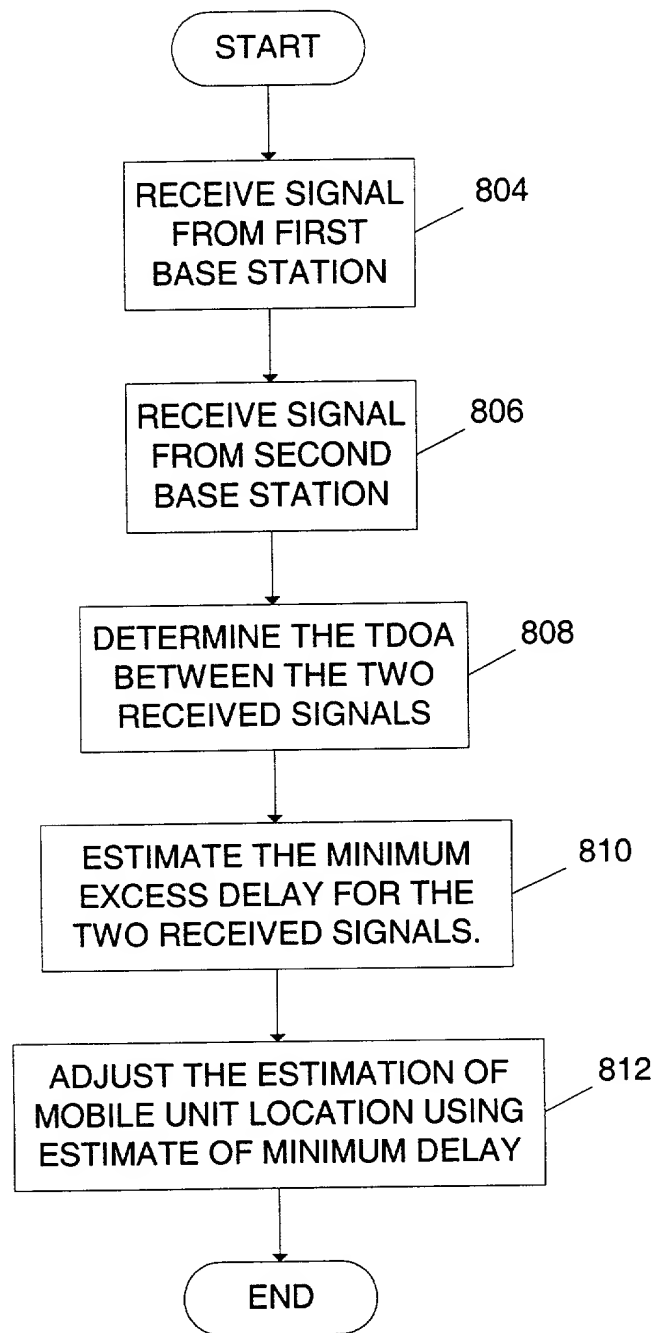 START
RECEIVE SIGNAL
FROM FIRST
BASE STATION
804
RECEIVE SIGNAL
FROM SECOND
BASE STATION
806
DETERMINE THE TDOA
BETWEEN THE TWO
RECEIVED SIGNALS
808
ESTIMATE THE MINIMUM
EXCESS DELAY FOR THE
TWO RECEIVED SIGNALS.
810
ADJUST THE ESTIMATION OF
MOBILE UNIT LOCATION USING
ESTIMATE OF MINIMUM DELAY
812
END